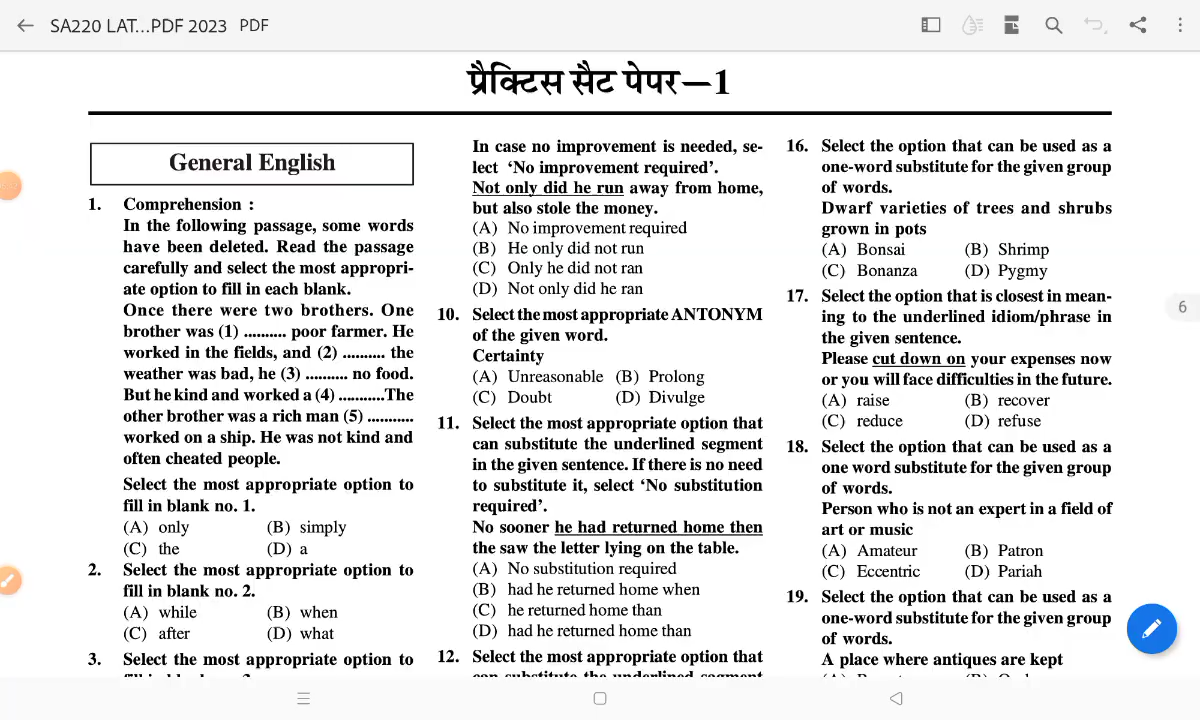 SA220 LAT...PDF 2023 PDF
प्रैक्टिस सैट पेपर—1
General English
1. Comprehension :
In the following passage, some words
have been deleted. Read the passage
carefully and select the most appropri-
ate option to fill in each blank.
Once there were two brothers. One
brother was (1) .......... poor farmer. He
worked in the fields, and (2) .......... the
weather was bad, he (3) .......... no food.
But he kind and worked a (4) ...........The
other brother was a rich man (5) ...........
worked on a ship. He was not kind and
often cheated people.
Select the most appropriate option to
fill in blank no. 1.
(A) only (B) simply
(C) the (D) a
2. Select the most appropriate option to
fill in blank no. 2.
(A) while (B) when
(C) after (D) what
3. Select the most appropriate option to
In case no improvement is needed, se-
lect ‘No improvement required’.
Not only did he run away from home,
but also stole the money.
(A) No improvement required
(B) He only did not run
(C) Only he did not ran
(D) Not only did he ran
10. Select the most appropriate ANTONYM
of the given word.
Certainty
(A) Unreasonable (B) Prolong
(C) Doubt (D) Divulge
11. Select the most appropriate option that
can substitute the underlined segment
in the given sentence. If there is no need
to substitute it, select ‘No substitution
required’.
No sooner he had returned home then
the saw the letter lying on the table.
(A) No substitution required
(B) had he returned home when
(C) he returned home than
(D) had he returned home than
12. Select the most appropriate option that
can substitute the underlined segment
16. Select the option that can be used as a
one-word substitute for the given group
of words.
Dwarf varieties of trees and shrubs
grown in pots
(A) Bonsai (B) Shrimp
(C) Bonanza (D) Pygmy
17. Select the option that is closest in mean-
ing to the underlined idiom/phrase in
the given sentence.
Please cut down on your expenses now
or you will face difficulties in the future.
(A) raise (B) recover
(C) reduce (D) refuse
18. Select the option that can be used as a
one word substitute for the given group
of words.
Person who is not an expert in a field of
art or music
(A) Amateur (B) Patron
(C) Eccentric (D) Pariah
19. Select the option that can be used as a
one-word substitute for the given group
of words.
A place where antiques are kept
6